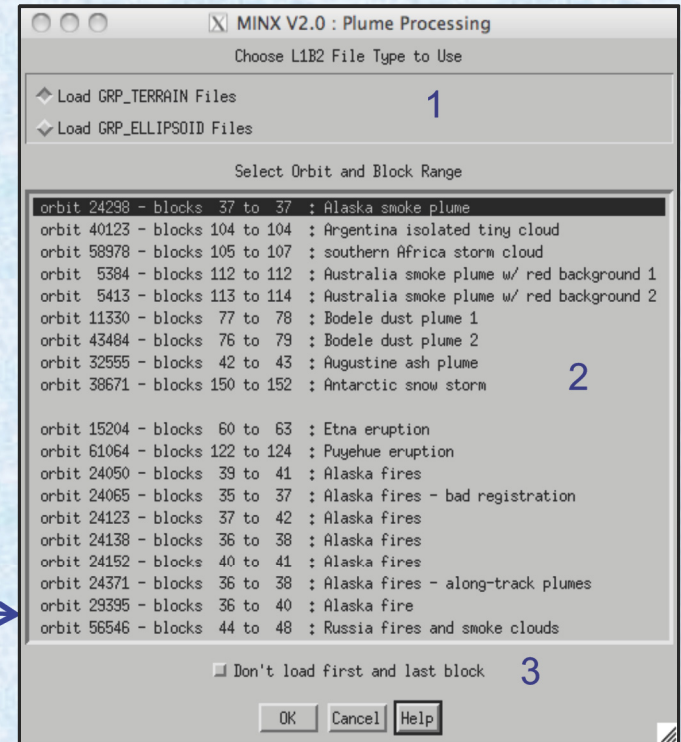 X MINX V2.0 : Plume Processing
Choose L1B2 File Type to Use
Load GRP_TERRAIN Files
Load GRP_ELLIPSOID Files
1
Select Orbit and Block Range
orbit 24298 - blocks 37 to 37 : Alaska smoke plume
orbit 40123 - blocks 104 to 104 : Argentina isolated tiny cloud
orbit 58978 - blocks 105 to 107 : southern Africa storm cloud
orbit 5384 - blocks 112 to 112 : Australia smoke plume w/ red background 1
orbit 5413 - blocks 113 to 114 : Australia smoke plume w/ red background 2
orbit 11330 - blocks 77 to 78 : Bodele dust plume 1
orbit 43484 - blocks 76 to 79 : Bodele dust plume 2
orbit 32555 - blocks 42 to 43 : Augustine ash plume
orbit 38671 - blocks 150 to 152 : Antarctic snow storm
2
orbit 15204 - blocks 60 to 63 : Etna eruption
orbit 61064 - blocks 122 to 124 : Puyehue eruption
orbit 24050 - blocks 39 to 41 : Alaska fires
orbit 24065 - blocks 35 to 37 : Alaska fires - bad registration
orbit 24123 - blocks 37 to 42 : Alaska fires
orbit 24138 - blocks 36 to 38 : Alaska fires
orbit 24152 - blocks 40 to 41 : Alaska fires
orbit 24371 - blocks 36 to 38 : Alaska fires - along-track plumes
orbit 29395 - blocks 36 to 40 : Alaska fire
orbit 56546 - blocks 44 to 48 : Russia fires and smoke clouds
Don't load first and last block
3
OK Cancel Help